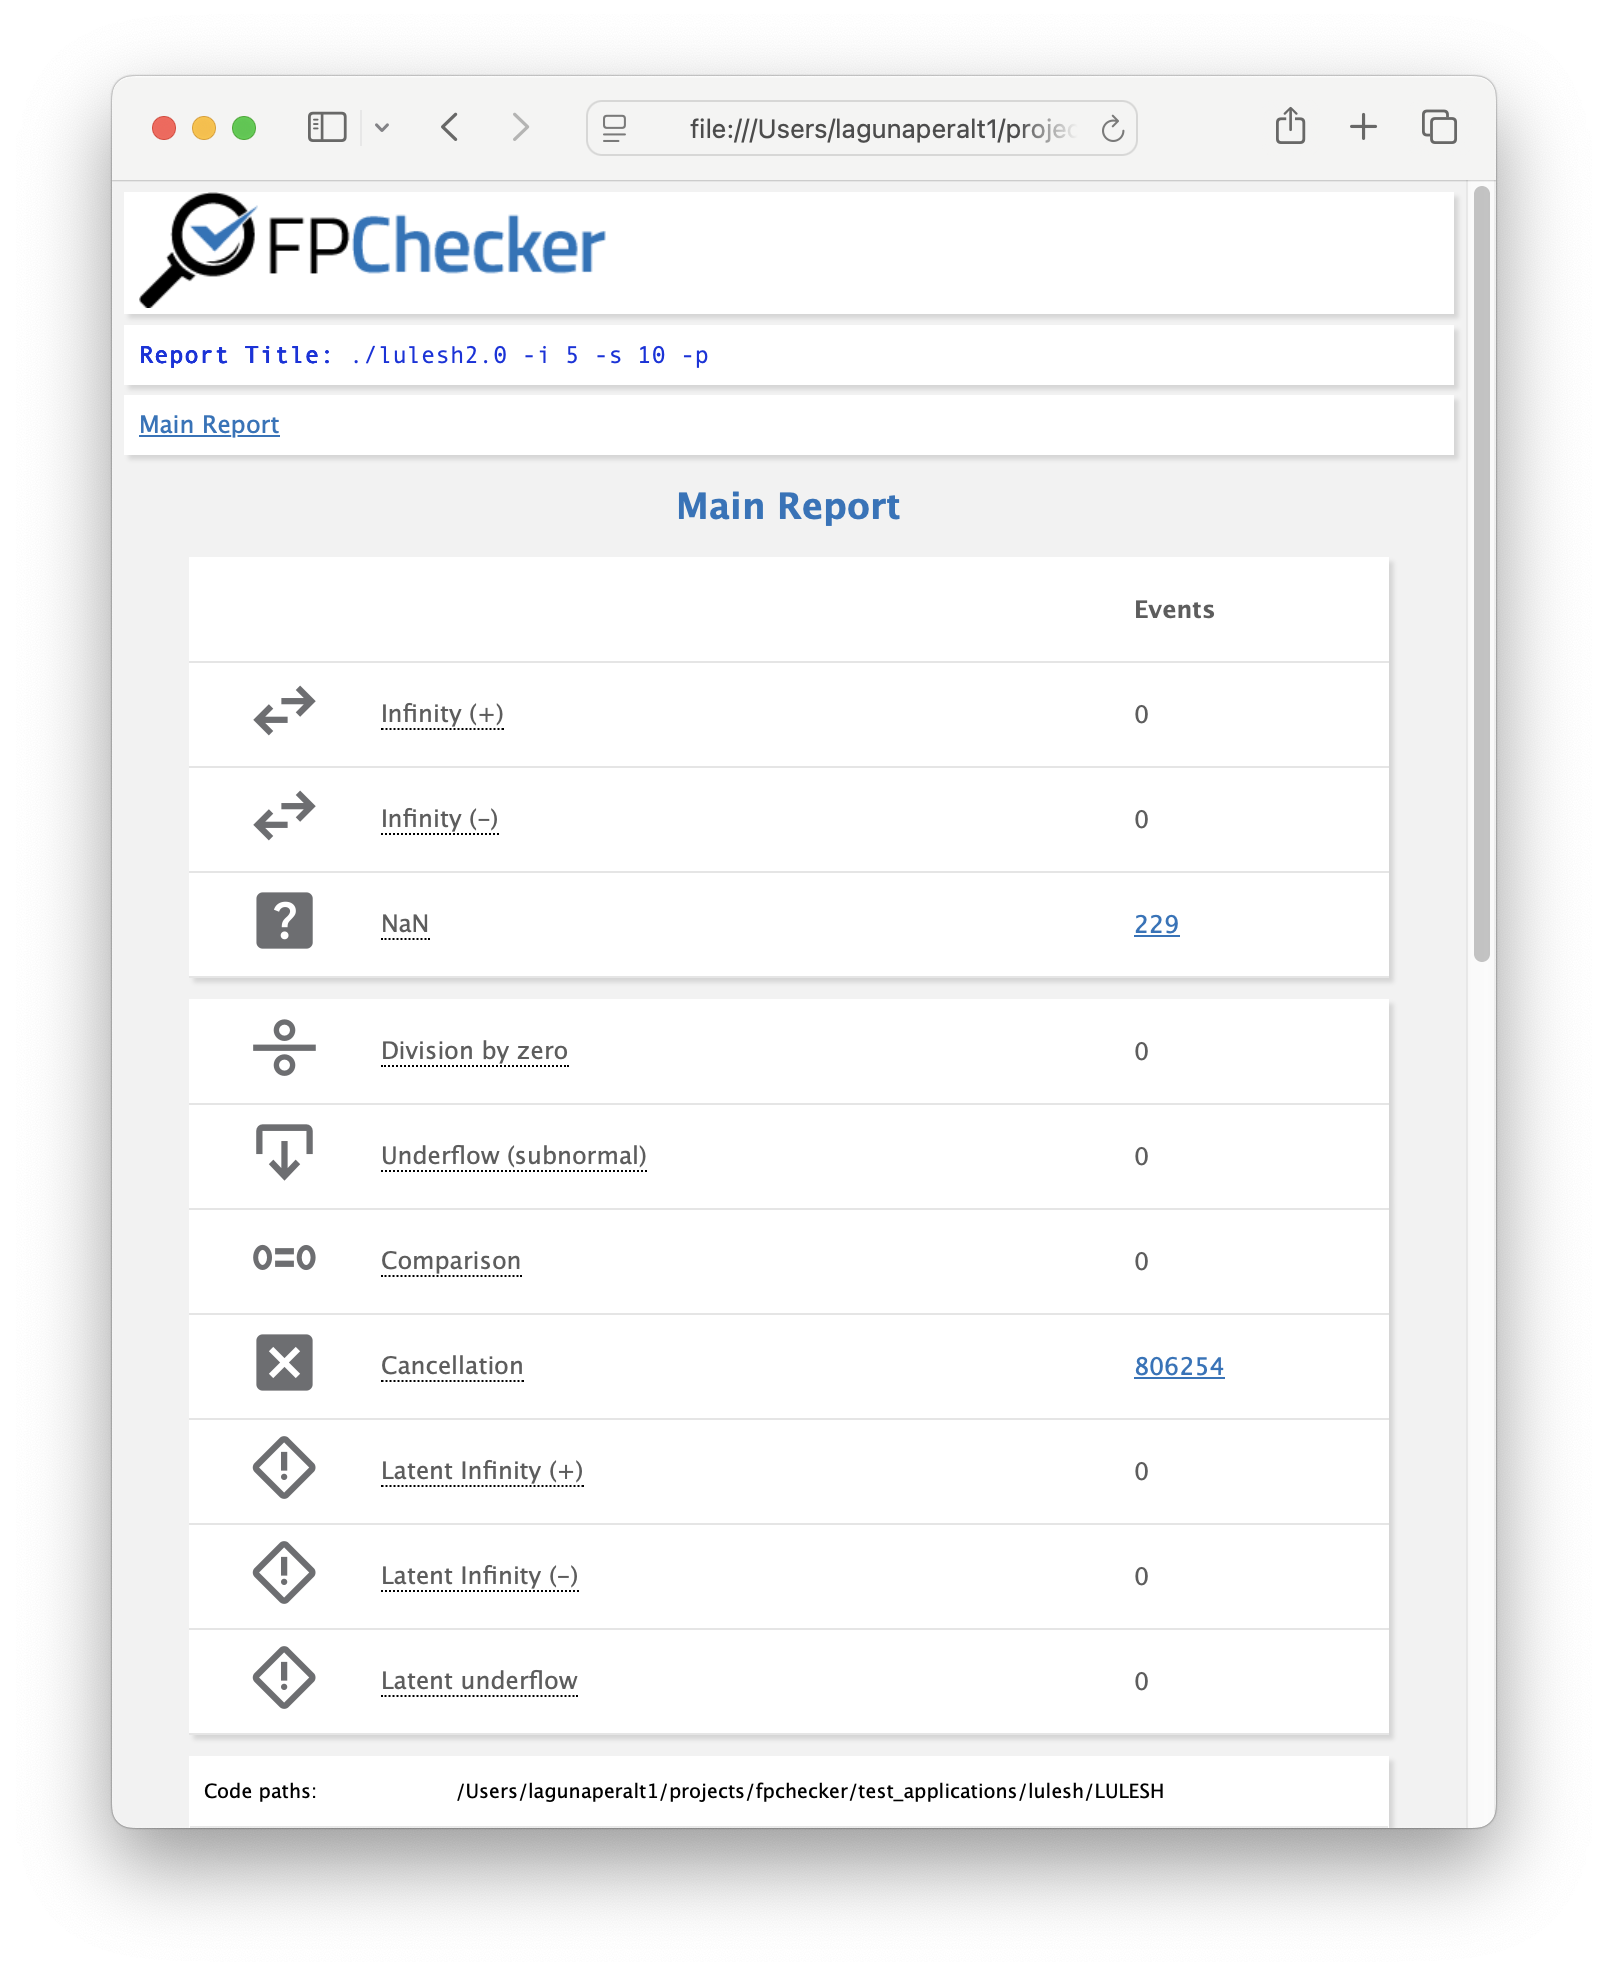 file:///Users/lagunaperalt1/projec
FPChecker
Report Title: ./lulesh2.0 -i 5 -s 10 -p
Main Report
Main Report
Events
Infinity (+) 0
Infinity (–) 0
? NaN 229
Division by zero 0
Underflow (subnormal) 0
0=0 Comparison 0
Cancellation 806254
! Latent Infinity (+) 0
! Latent Infinity (–) 0
! Latent underflow 0
Code paths: /Users/lagunaperalt1/projects/fpchecker/test_applications/lulesh/LULESH